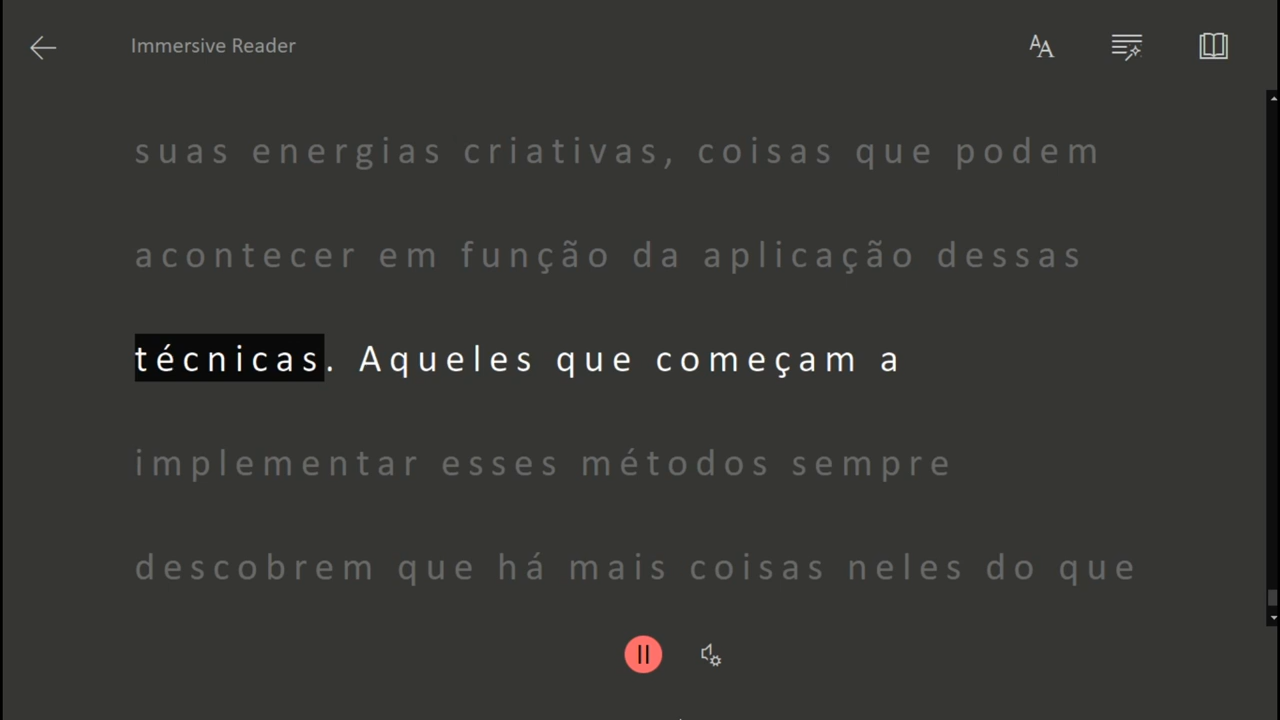 Immersive Reader
AA
suas energias criativas, coisas que podem
acontecer em função da aplicação dessas
técnicas. Aqueles que começam a
implementar esses métodos sempre
descobrem que há mais coisas neles do que